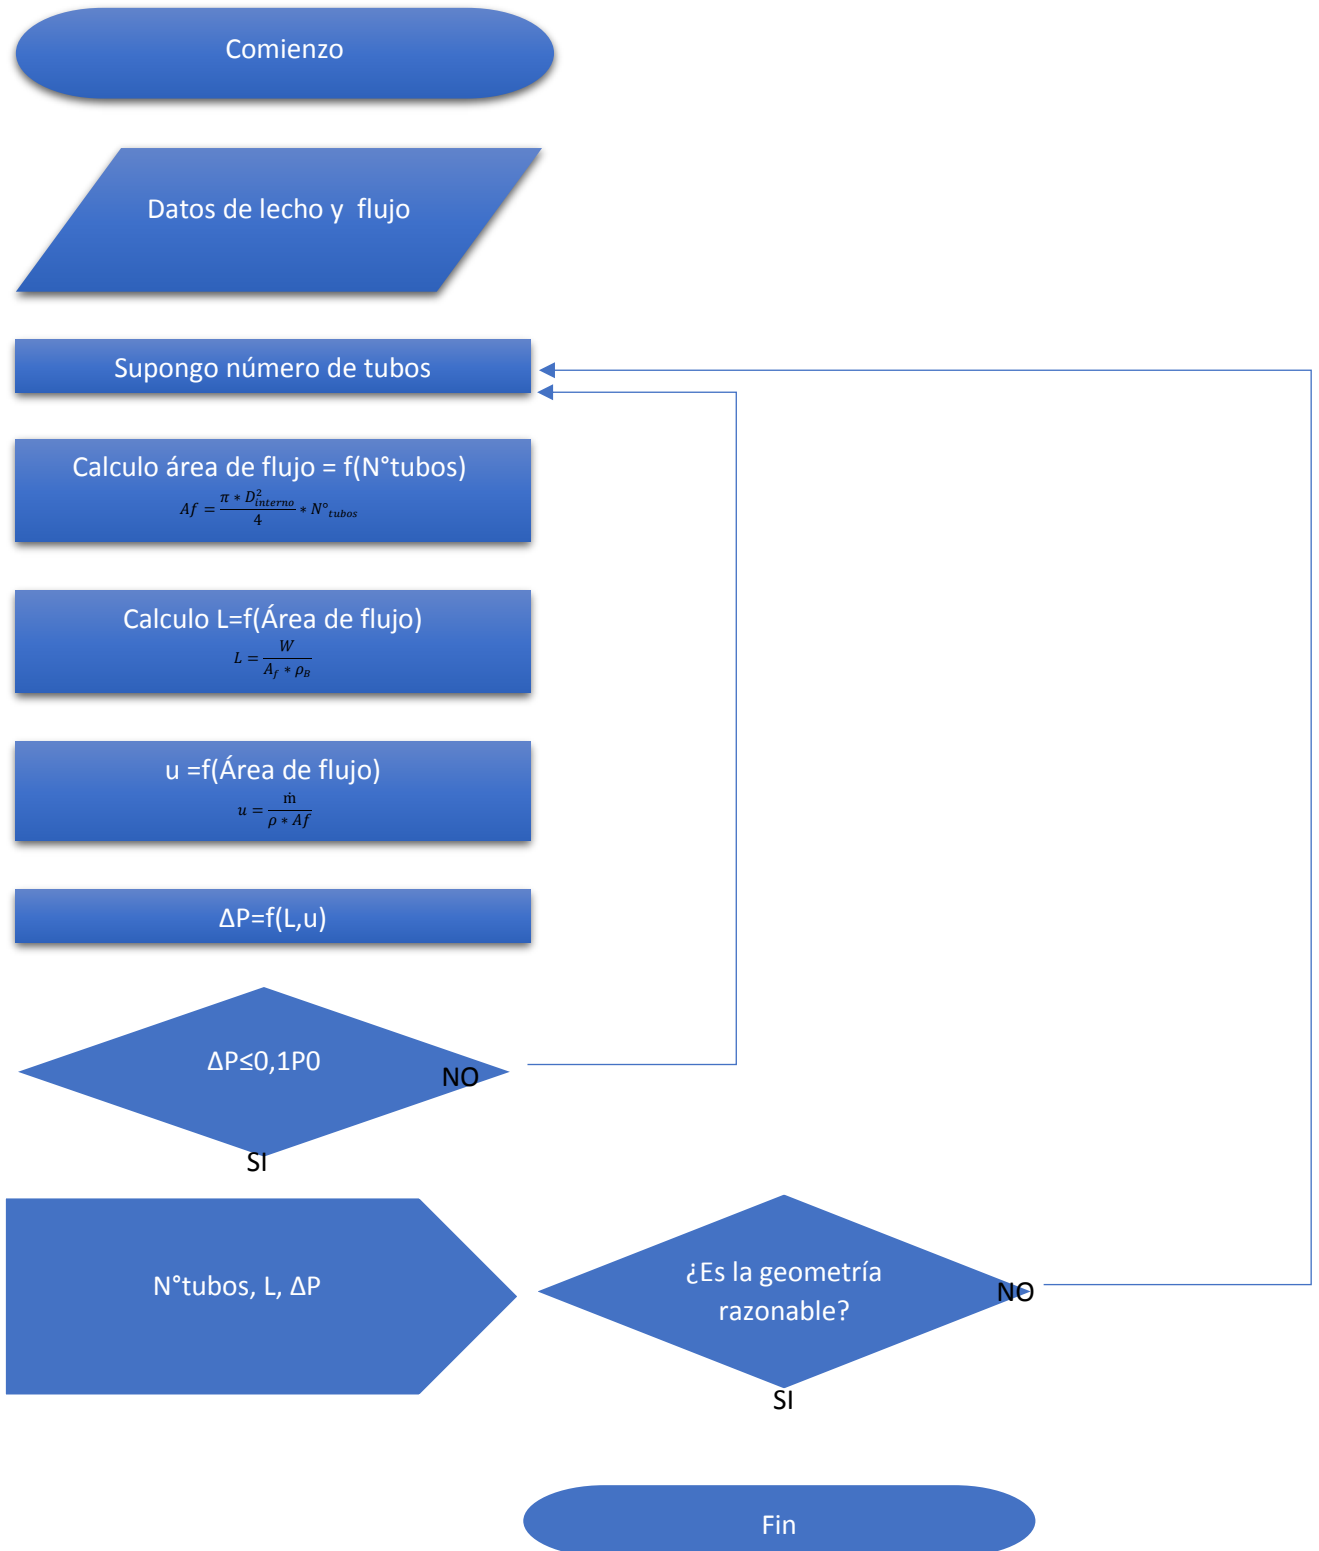 Comienzo
Datos de lecho y flujo
Supongo número de tubos
Calculo área de flujo = f(N°tubos)
Af = π ∗ D²interno / 4 ∗ N°tubos
Calculo L=f(Área de flujo)
L = W / A_f ∗ ρ_B
u =f(Área de flujo)
u = ṁ / ρ ∗ Af
ΔP=f(L,u)
ΔP≤0,1P0
NO
SI
N°tubos, L, ΔP
¿Es la geometría
razonable?
NO
SI
Fin